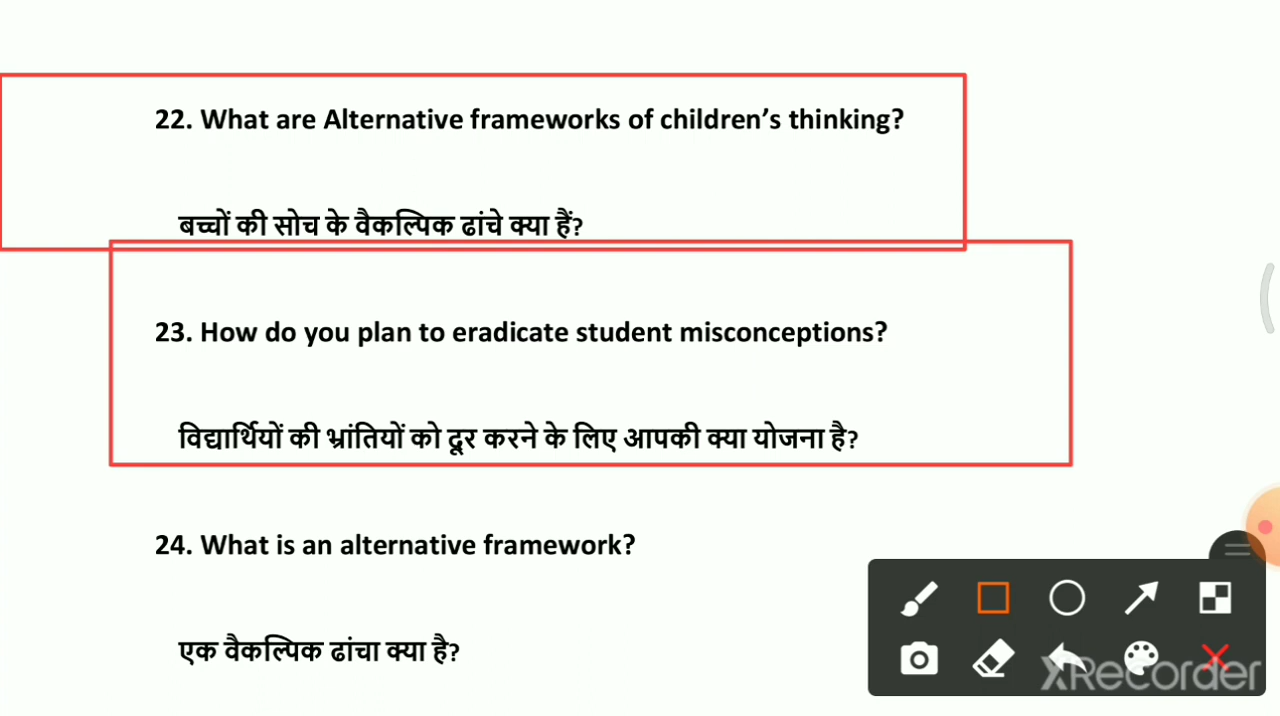 22. What are Alternative frameworks of children’s thinking?
बच्चों की सोच के वैकल्पिक ढांचे क्या हैं?
23. How do you plan to eradicate student misconceptions?
विद्यार्थियों की भ्रांतियों को दूर करने के लिए आपकी क्या योजना है?
24. What is an alternative framework?
एक वैकल्पिक ढांचा क्या है?
XRecorder